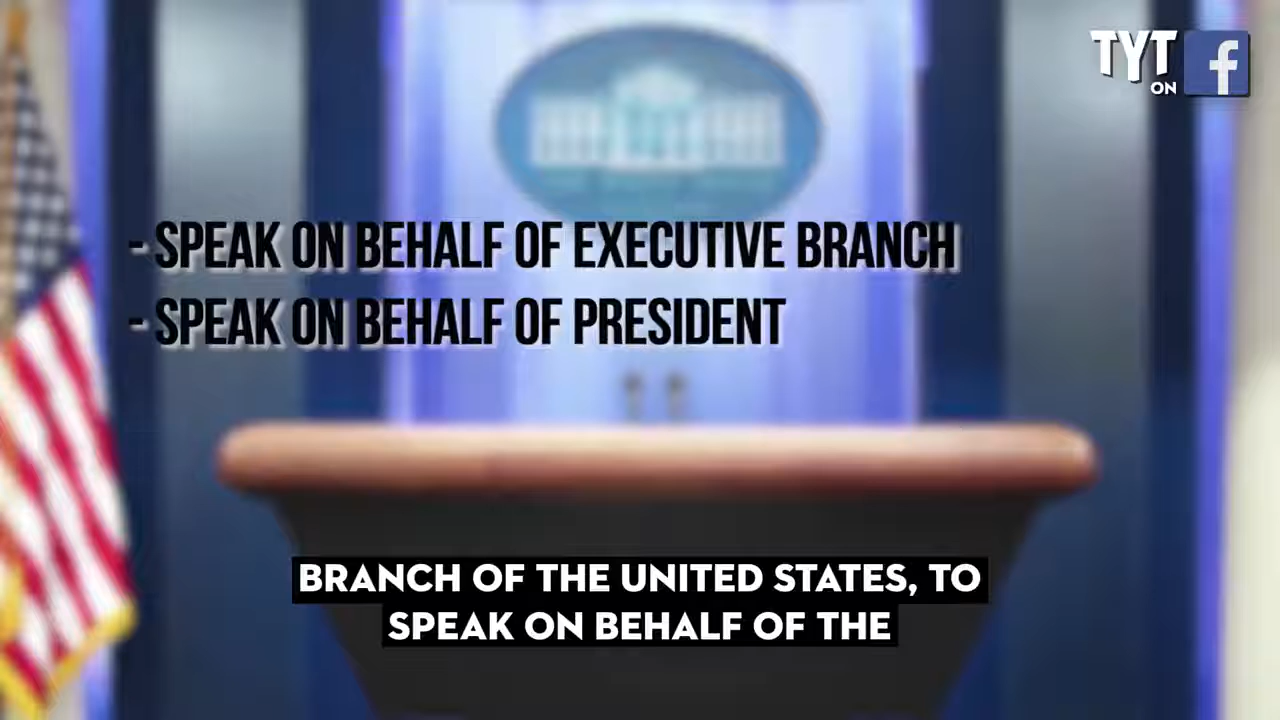 TYT
ON
f
- SPEAK ON BEHALF OF EXECUTIVE BRANCH
- SPEAK ON BEHALF OF PRESIDENT
BRANCH OF THE UNITED STATES, TO
SPEAK ON BEHALF OF THE